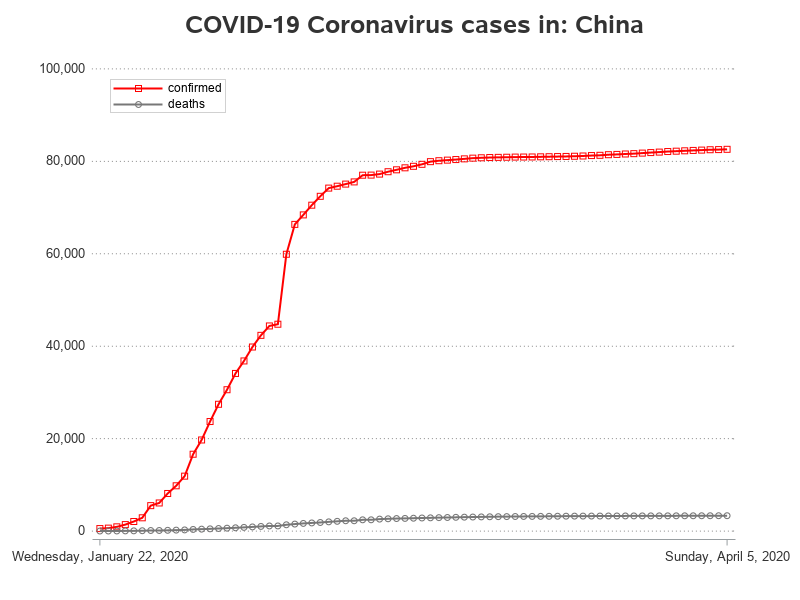 COVID-19 Coronavirus cases in: China
100,000
confirmed
deaths
80,000
60,000
40,000
20,000
0
Wednesday, January 22, 2020 Sunday, April 5, 2020